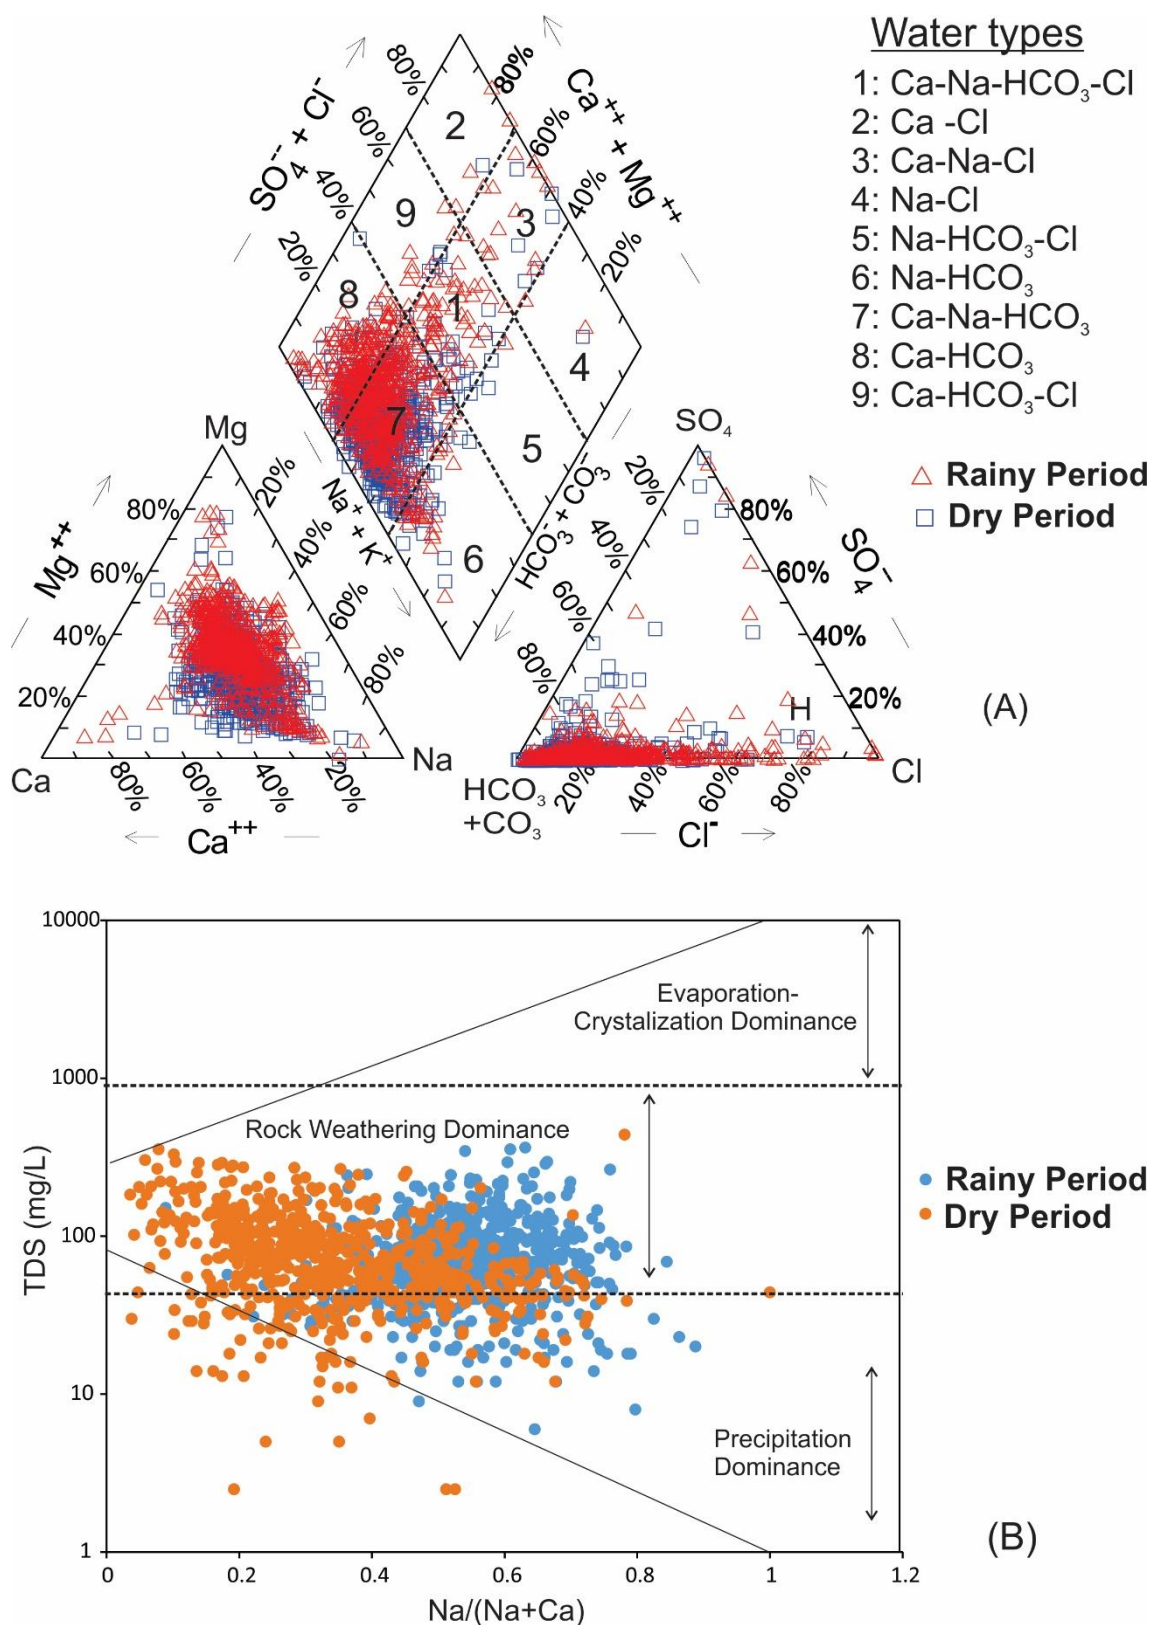 Water types
1: Ca-Na-HCO₃-Cl
2: Ca -Cl
3: Ca-Na-Cl
4: Na-Cl
5: Na-HCO₃-Cl
6: Na-HCO₃
7: Ca-Na-HCO₃
8: Ca-HCO₃
9: Ca-HCO₃-Cl
Rainy Period
Dry Period
SO₄⁻⁻ + Cl⁻
80%
60%
40%
20%
Ca⁺⁺ + Mg⁺⁺
80%
60%
40%
20%
2
9
3
8
1
4
7
5
6
Na⁺ + K⁺
HCO₃⁻+CO₃⁻
Mg
Mg⁺⁺
80%
60%
40%
20%
20%
40%
60%
80%
Ca
Na
80%
60%
40%
20%
Ca⁺⁺
SO₄
SO₄⁻
20%
40%
60%
80%
80%
60%
40%
20%
H
HCO₃
+CO₃
Cl
20%
40%
60%
80%
Cl⁻
(A)
10000
1000
100
10
1
TDS (mg/L)
Evaporation-
Crystalization Dominance
Rock Weathering Dominance
Precipitation
Dominance
0
0.2
0.4
0.6
0.8
1
1.2
Na/(Na+Ca)
Rainy Period
Dry Period
(B)